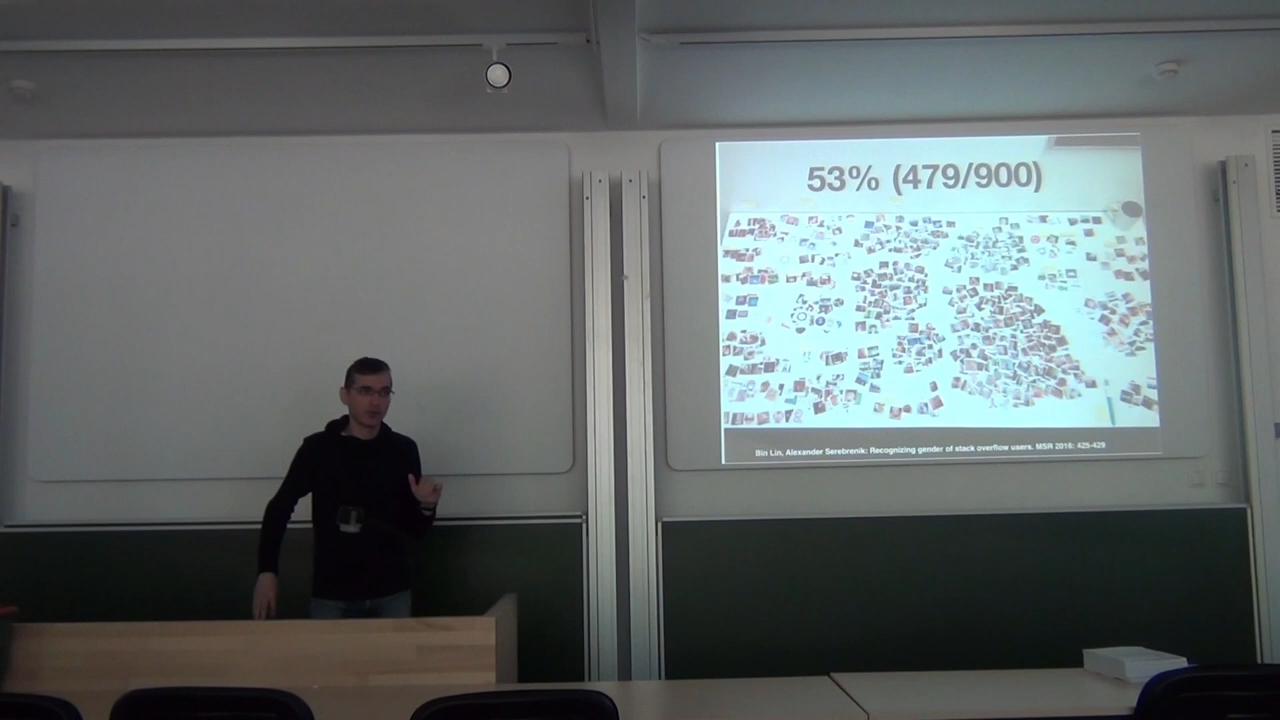 53% (479/900)
Bin Lin, Alexander Serebrenik: Recognizing gender of stack overflow users. MSR 2016: 425-429